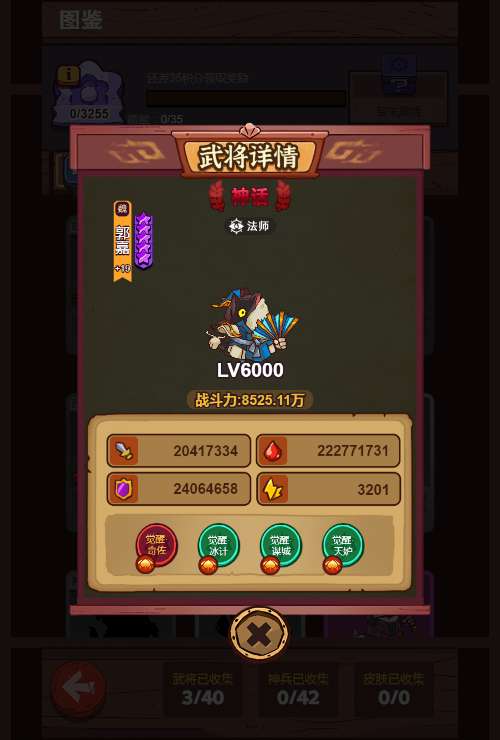 图鉴
0/3255
0/35
武将详情
神话
法师
魏
郭嘉
+19
LV6000
战斗力:8525.11万
20417334
222771731
24064658
3201
觉醒
奇佐
觉醒
冰计
觉醒
谋城
觉醒
天妒
武将已收集
3/40
神兵已收集
0/42
皮肤已收集
0/0